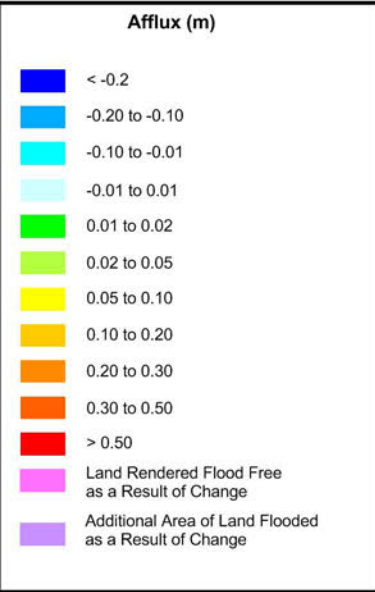 Afflux (m)
< -0.2
-0.20 to -0.10
-0.10 to -0.01
-0.01 to 0.01
0.01 to 0.02
0.02 to 0.05
0.05 to 0.10
0.10 to 0.20
0.20 to 0.30
0.30 to 0.50
> 0.50
Land Rendered Flood Free
as a Result of Change
Additional Area of Land Flooded
as a Result of Change